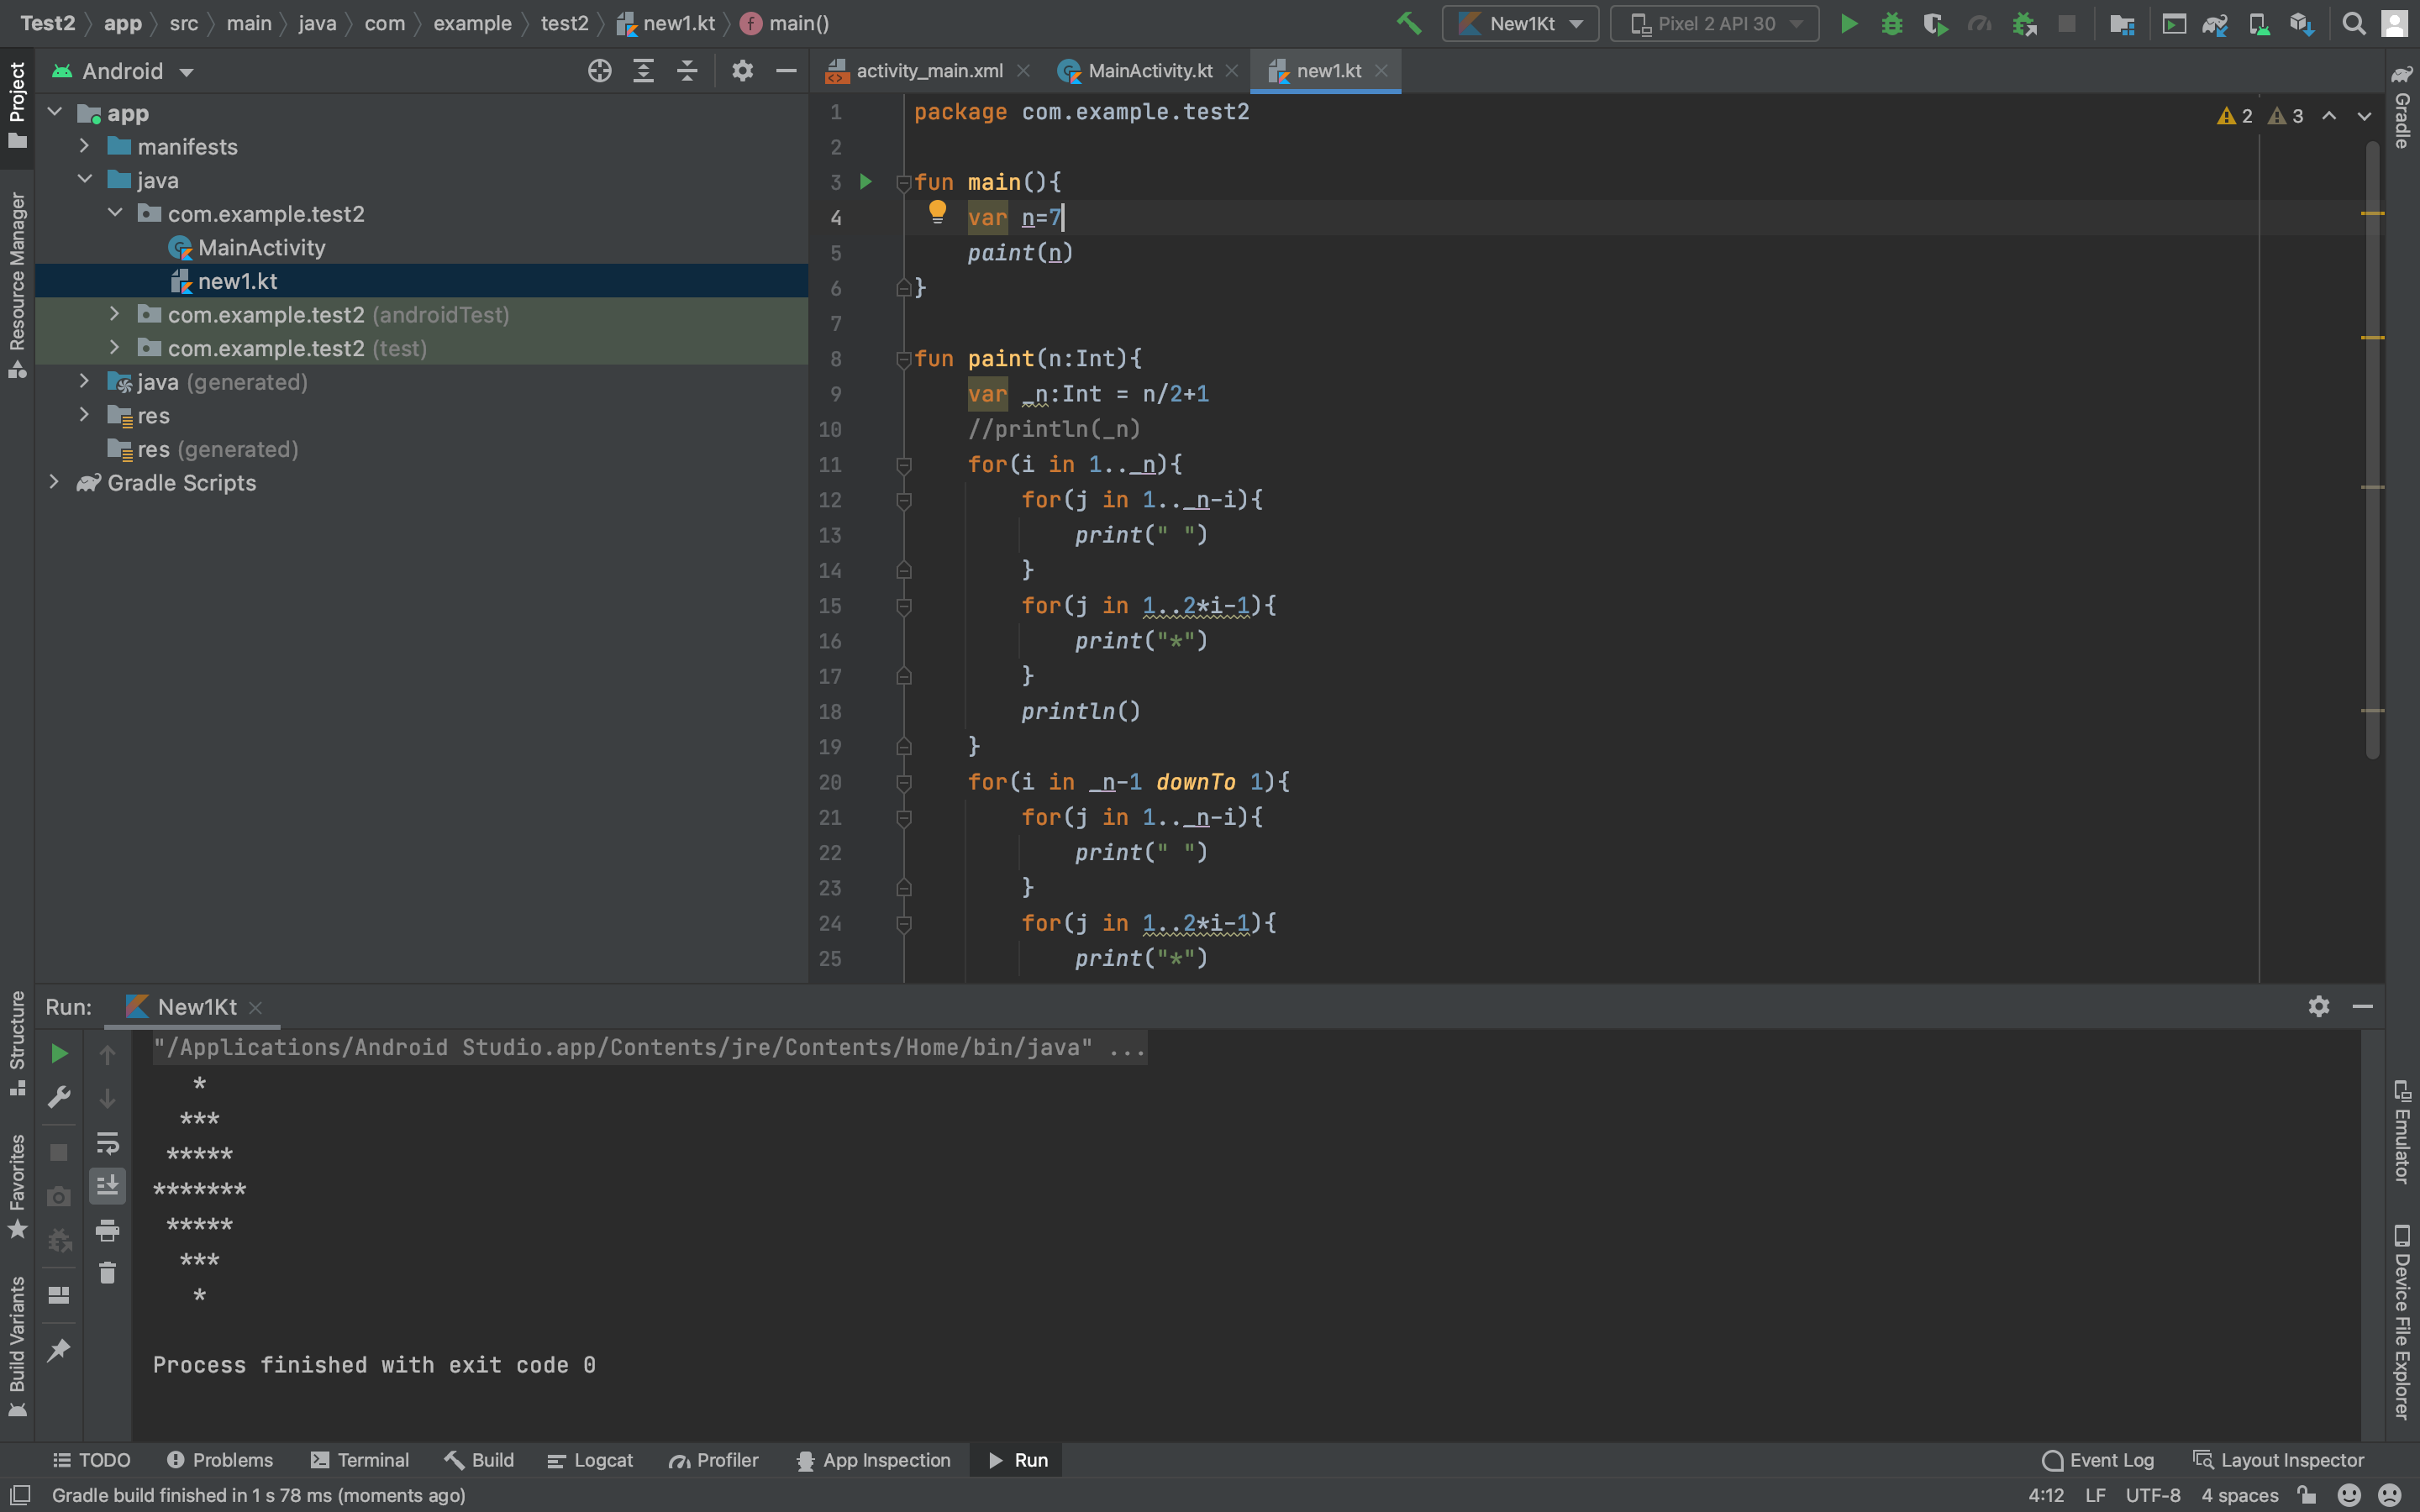 Test2 app src main java com example test2 new1.kt main() New1Kt Pixel 2 API 30
Project
Android
activity_main.xml MainActivity.kt new1.kt
Gradle
app
manifests
java
com.example.test2
MainActivity
new1.kt
com.example.test2 (androidTest)
com.example.test2 (test)
java (generated)
res
res (generated)
Gradle Scripts
Resource Manager
2 3
1 package com.example.test2
2
3 fun main(){
4     var n=7
5     paint(n)
6 }
7
8 fun paint(n:Int){
9     var _n:Int = n/2+1
10     //println(_n)
11     for(i in 1.._n){
12         for(j in 1.._n-i){
13             print(" ")
14         }
15         for(j in 1..2*i-1){
16             print("*")
17         }
18         println()
19     }
20     for(i in _n-1 downTo 1){
21         for(j in 1.._n-i){
22             print(" ")
23         }
24         for(j in 1..2*i-1){
25             print("*")
Structure
Favorites
Build Variants
Run: New1Kt
"/Applications/Android Studio.app/Contents/jre/Contents/Home/bin/java" ...
   *
  ***
 *****
*******
 *****
  ***
   *
Process finished with exit code 0
Emulator
Device File Explorer
TODO Problems Terminal Build Logcat Profiler App Inspection Run Event Log Layout Inspector
Gradle build finished in 1 s 78 ms (moments ago) 4:12 LF UTF-8 4 spaces